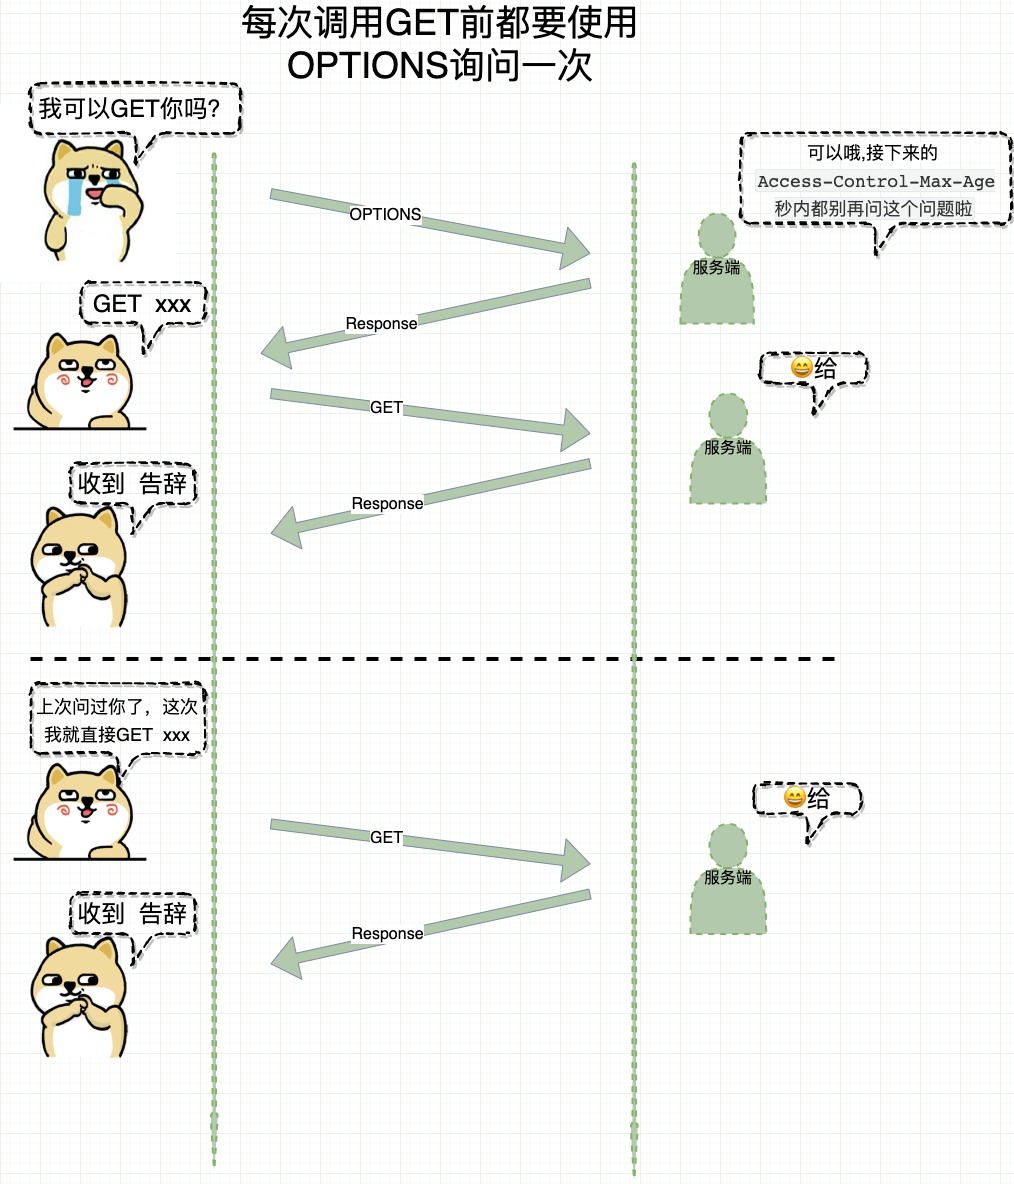 每次调用GET前都要使用
OPTIONS询问一次
我可以GET你吗?
可以哦,接下来的
Access-Control-Max-Age
秒内都别再问这个问题啦
OPTIONS
服务端
GET xxx
Response
😄给
GET
服务端
收到 告辞
Response
上次问过你了，这次
我就直接GET xxx
😄给
GET
服务端
收到 告辞
Response